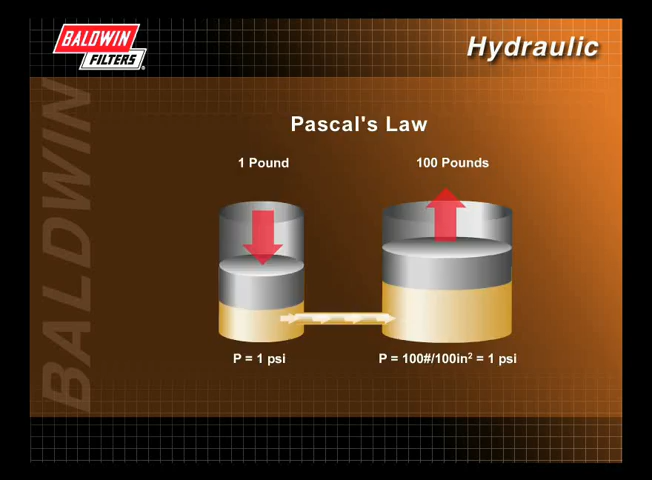 BALDWIN
FILTERS®
Hydraulic
BALDWIN
Pascal's Law
1 Pound
100 Pounds
P = 1 psi
P = 100#/100in² = 1 psi